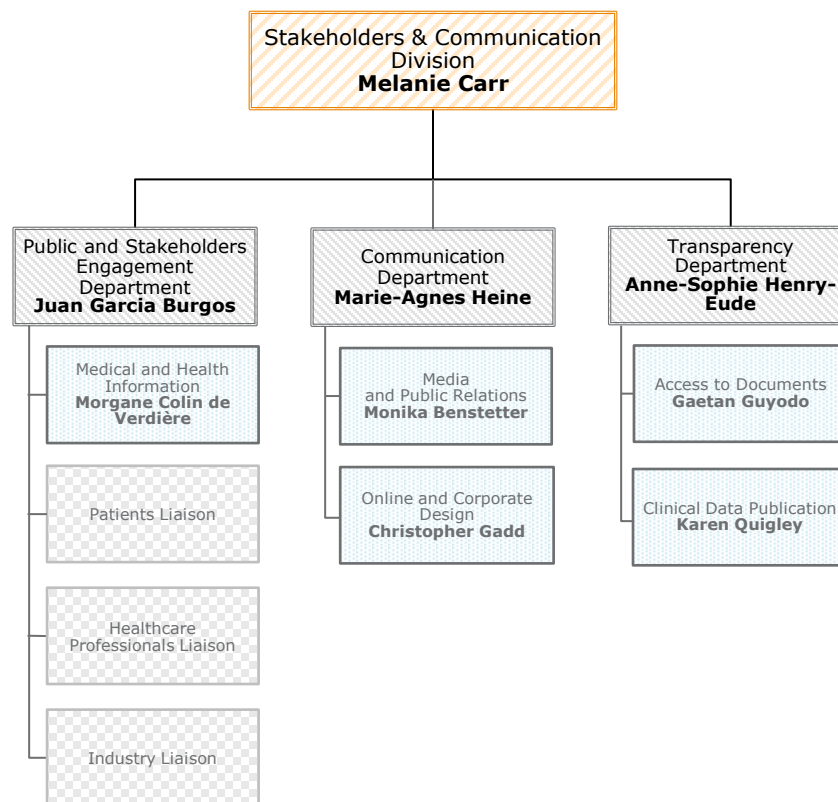 Stakeholders & Communication
Division
Melanie Carr
Public and Stakeholders
Engagement
Department
Juan Garcia Burgos
Medical and Health
Information
Morgane Colin de
Verdière
Patients Liaison
Healthcare
Professionals Liaison
Industry Liaison
Communication
Department
Marie-Agnes Heine
Media
and Public Relations
Monika Benstetter
Online and Corporate
Design
Christopher Gadd
Transparency
Department
Anne-Sophie Henry-
Eude
Access to Documents
Gaetan Guyodo
Clinical Data Publication
Karen Quigley